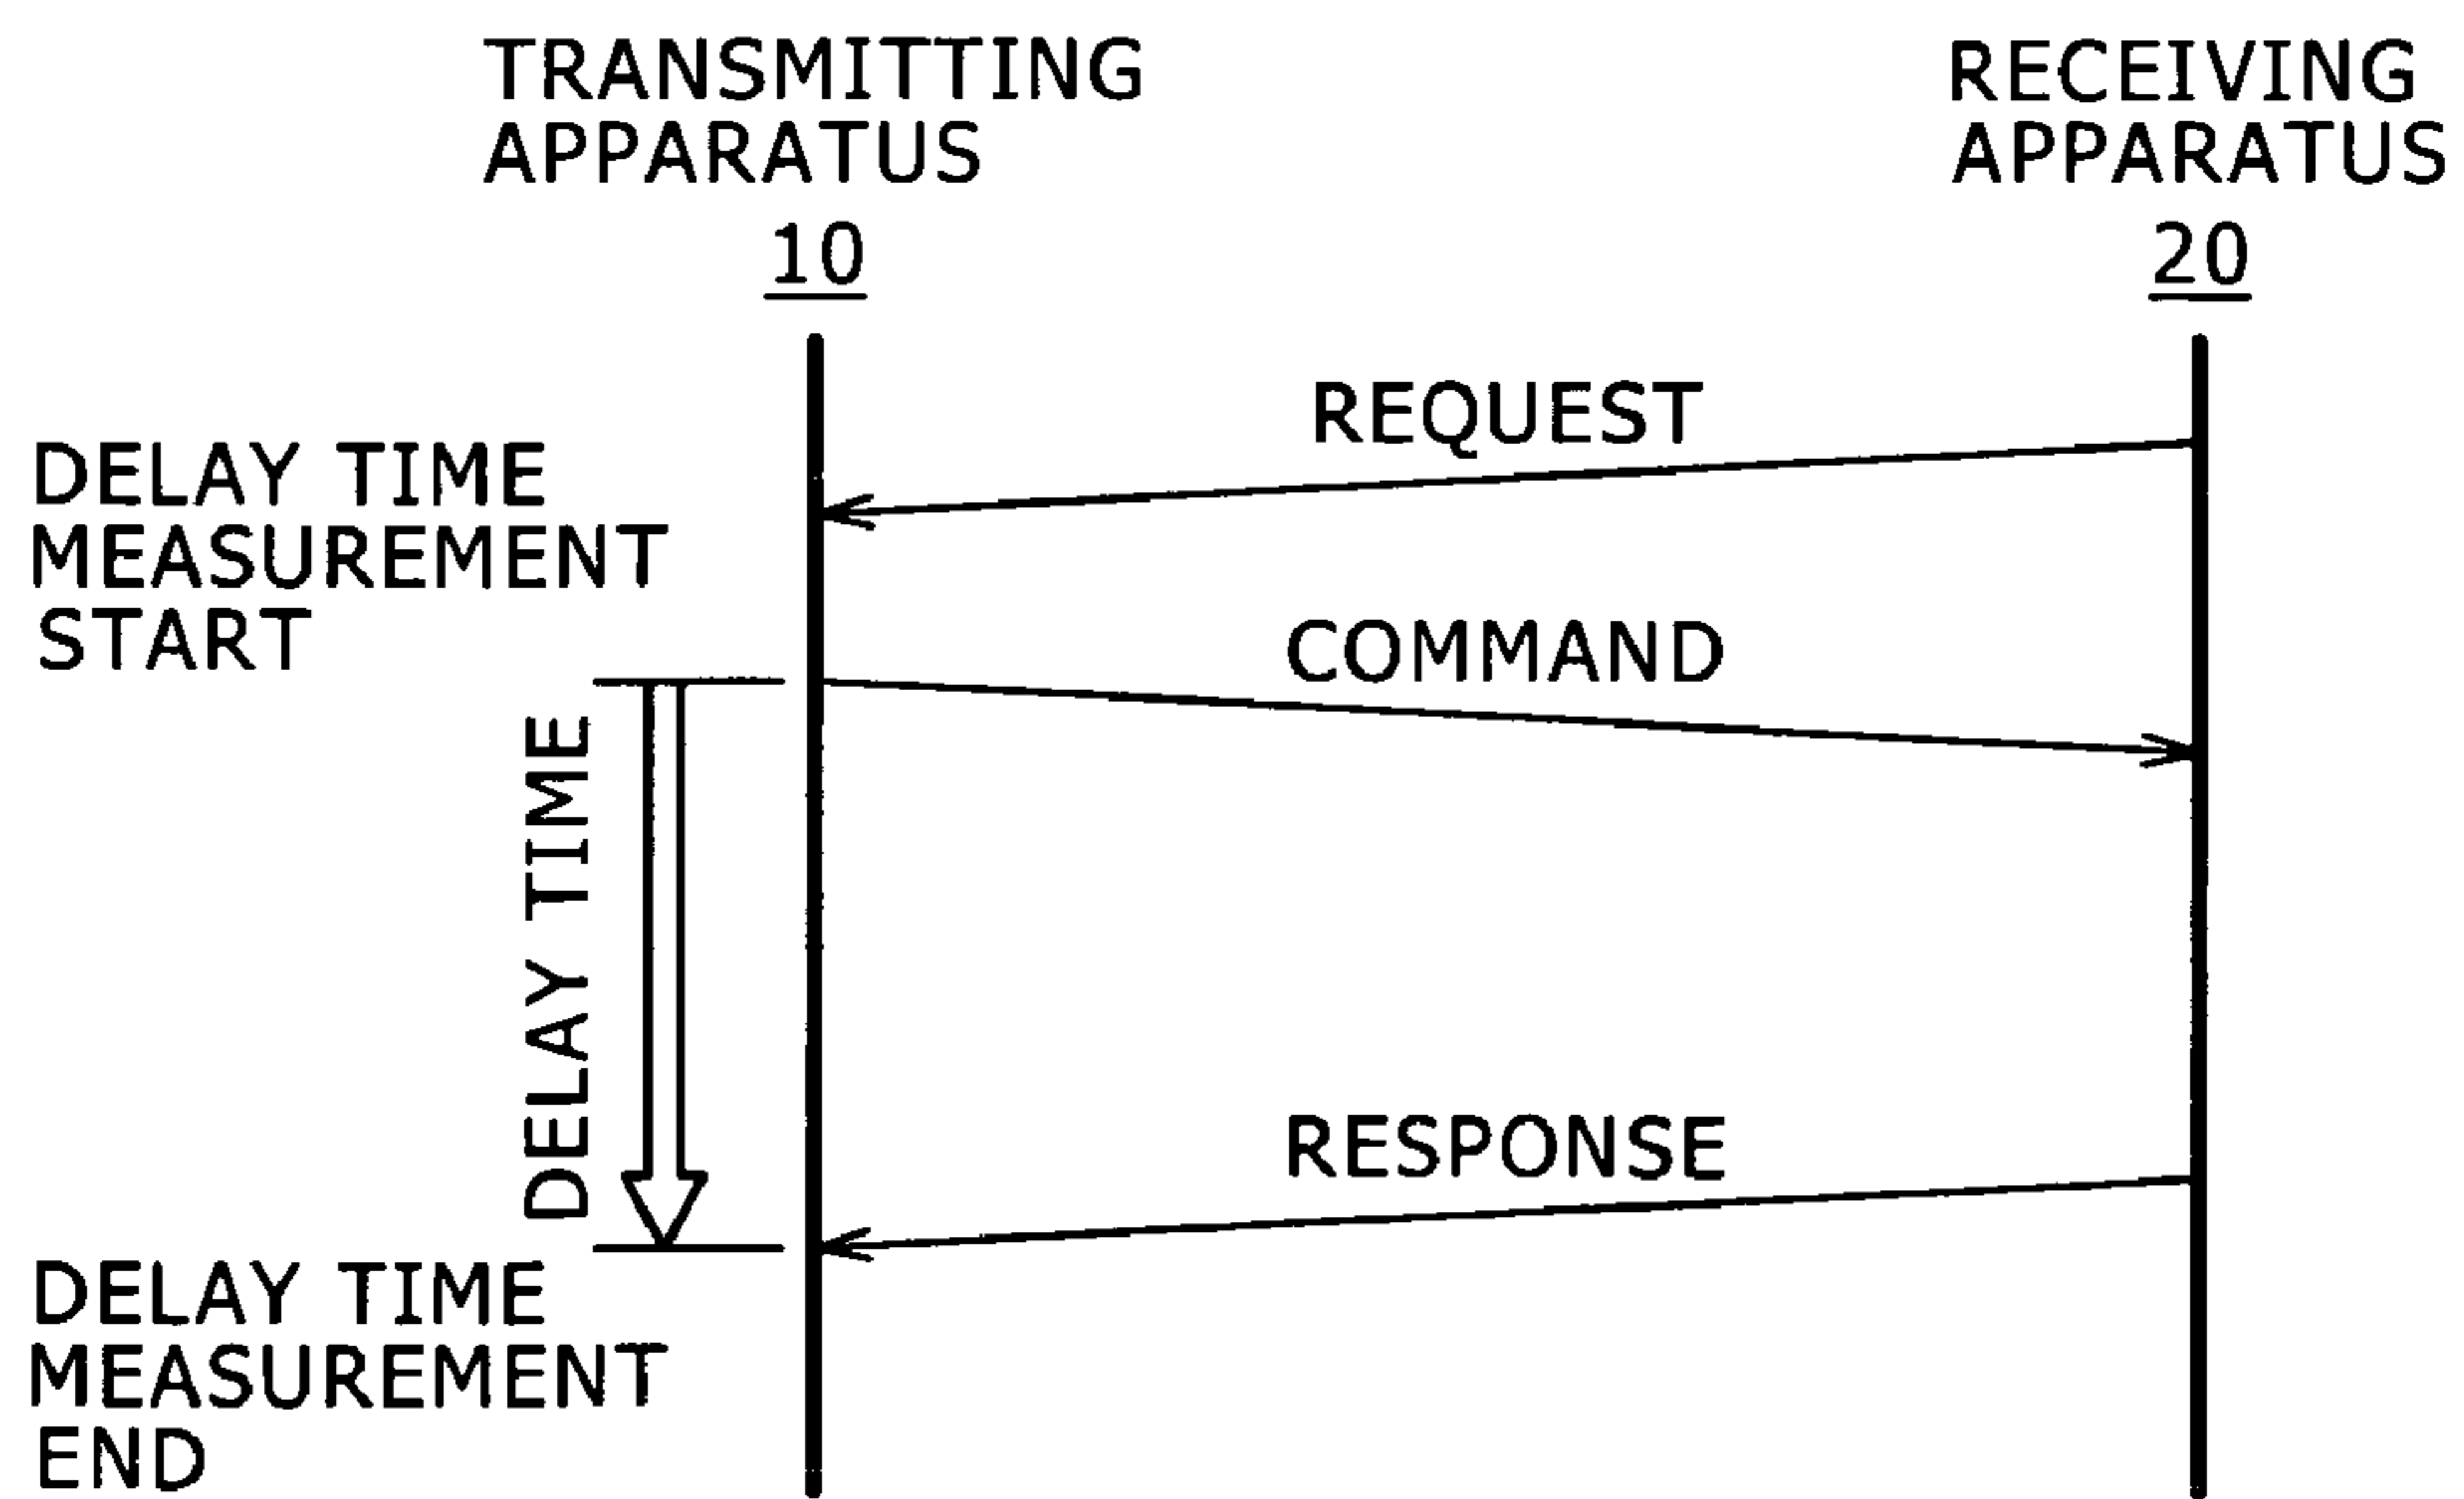 TRANSMITTING
APPARATUS
10
RECEIVING
APPARATUS
20
REQUEST
DELAY TIME
MEASUREMENT
START
COMMAND
DELAY TIME
RESPONSE
DELAY TIME
MEASUREMENT
END